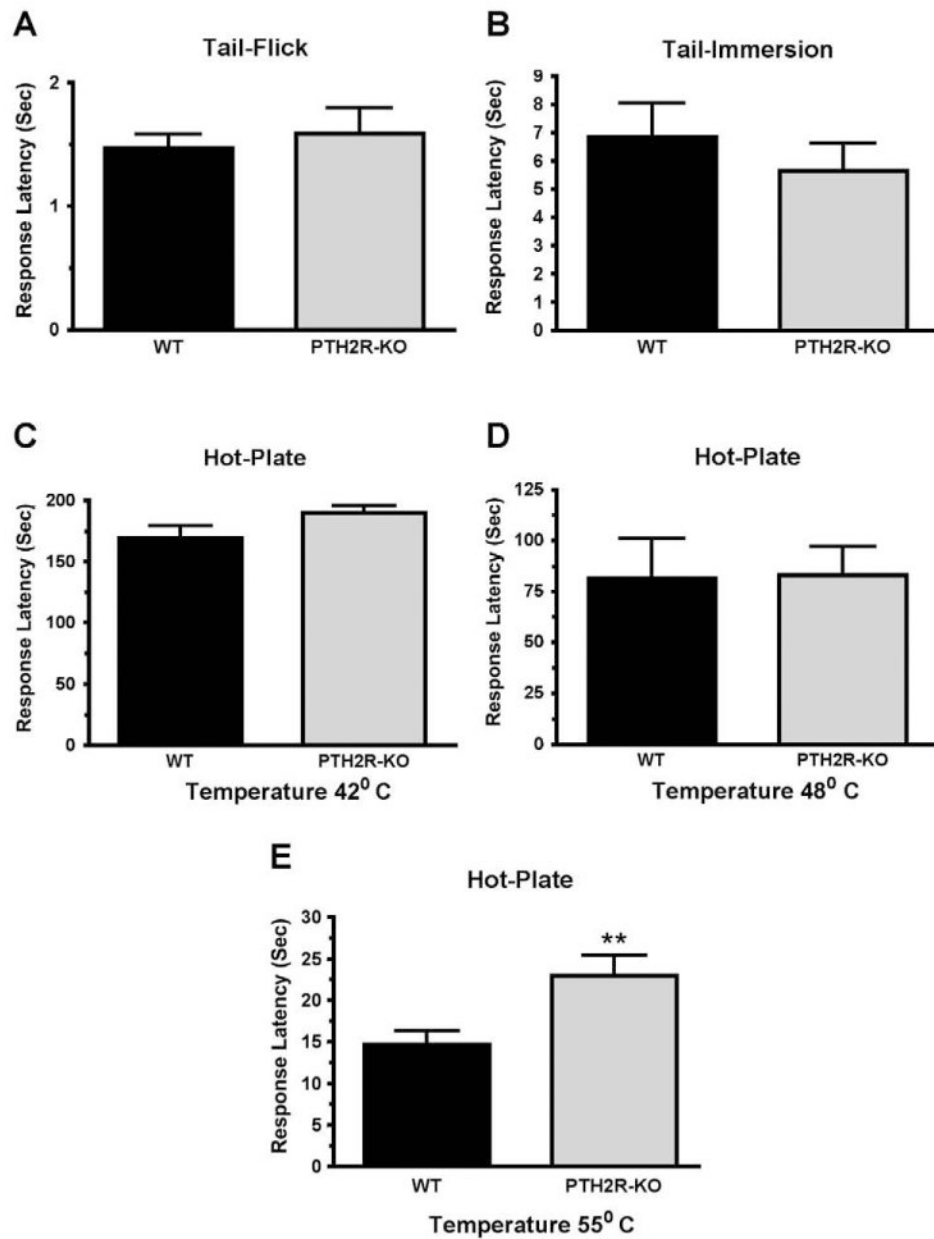 A
Tail-Flick
Response Latency (Sec)
2
1
0
WT PTH2R-KO
B
Tail-Immersion
Response Latency (Sec)
9
8
7
6
5
4
3
2
1
0
WT PTH2R-KO
C
Hot-Plate
Response Latency (Sec)
200
150
100
50
0
WT PTH2R-KO
Temperature 42⁰ C
D
Hot-Plate
Response Latency (Sec)
125
100
75
50
25
0
WT PTH2R-KO
Temperature 48⁰ C
E
Hot-Plate
Response Latency (Sec)
30
25
20
15
10
5
0
**
WT PTH2R-KO
Temperature 55⁰ C